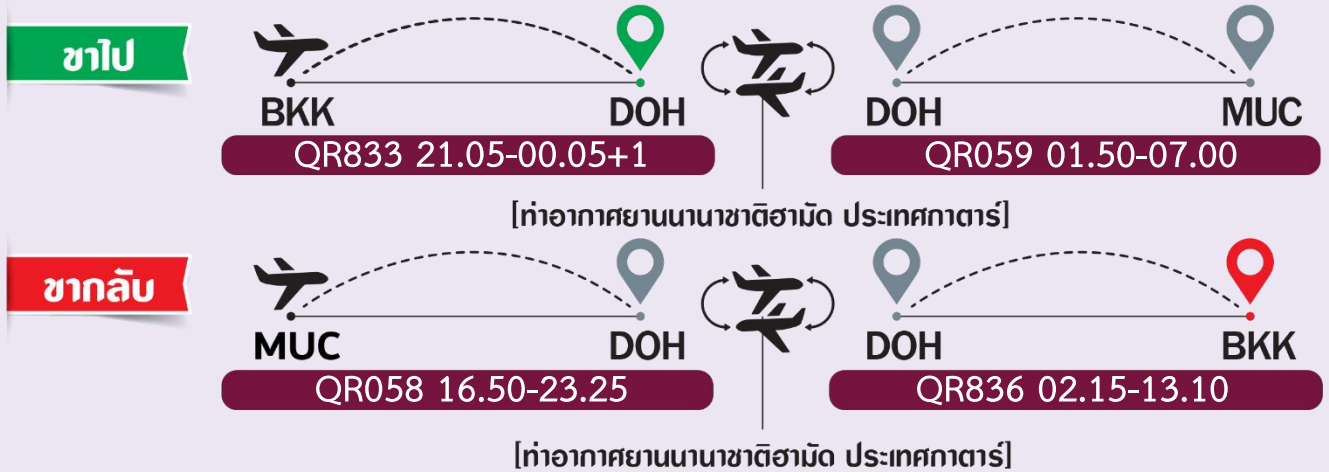 ขาไป
BKK DOH DOH MUC
QR833 21.05-00.05+1 QR059 01.50-07.00
[ท่าอากาศยานนานาชาติฮามัด ประเทศกาตาร์]
ขากลับ
MUC DOH DOH BKK
QR058 16.50-23.25 QR836 02.15-13.10
[ท่าอากาศยานนานาชาติฮามัด ประเทศกาตาร์]